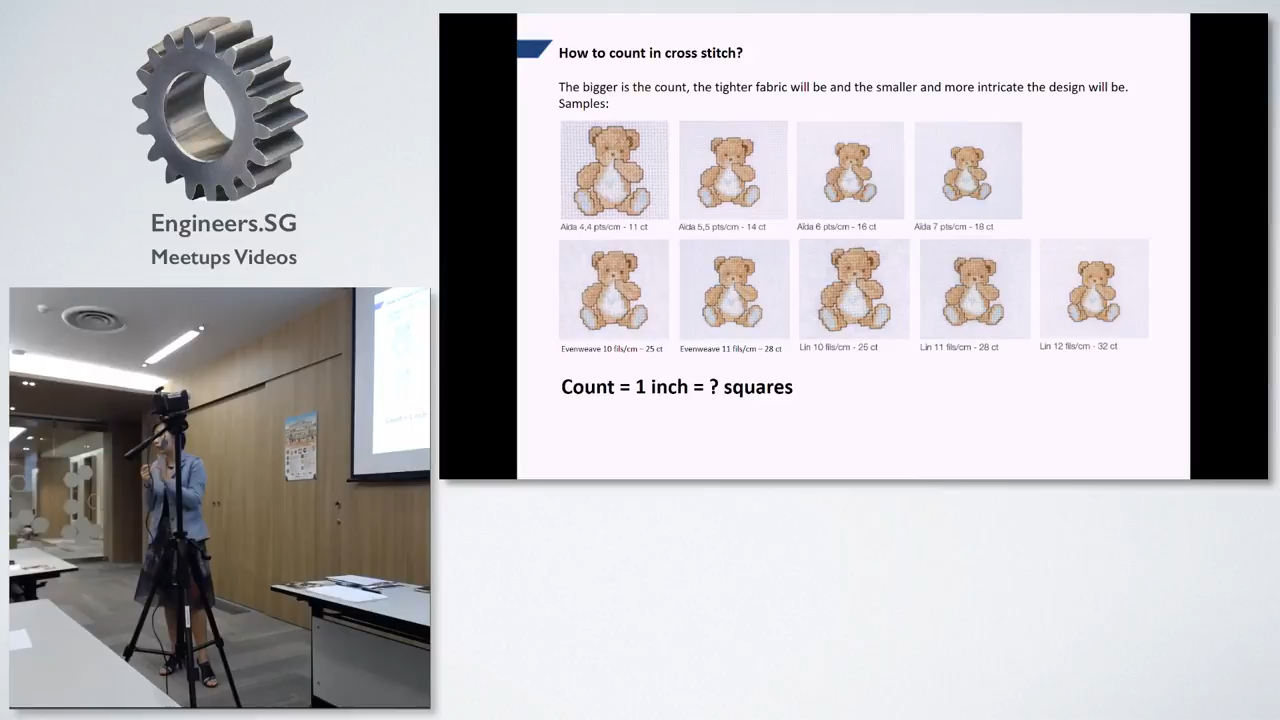 Engineers.SG
Meetups Videos
How to count in cross stitch?
The bigger is the count, the tighter fabric will be and the smaller and more intricate the design will be.
Samples:
Aïda 4,4 pts/cm - 11 ct
Aïda 5,5 pts/cm - 14 ct
Aïda 6 pts/cm - 16 ct
Aïda 7 pts/cm - 18 ct
Evenweave 10 fils/cm – 25 ct
Evenweave 11 fils/cm – 28 ct
Lin 10 fils/cm - 25 ct
Lin 11 fils/cm - 28 ct
Lin 12 fils/cm - 32 ct
Count = 1 inch = ? squares